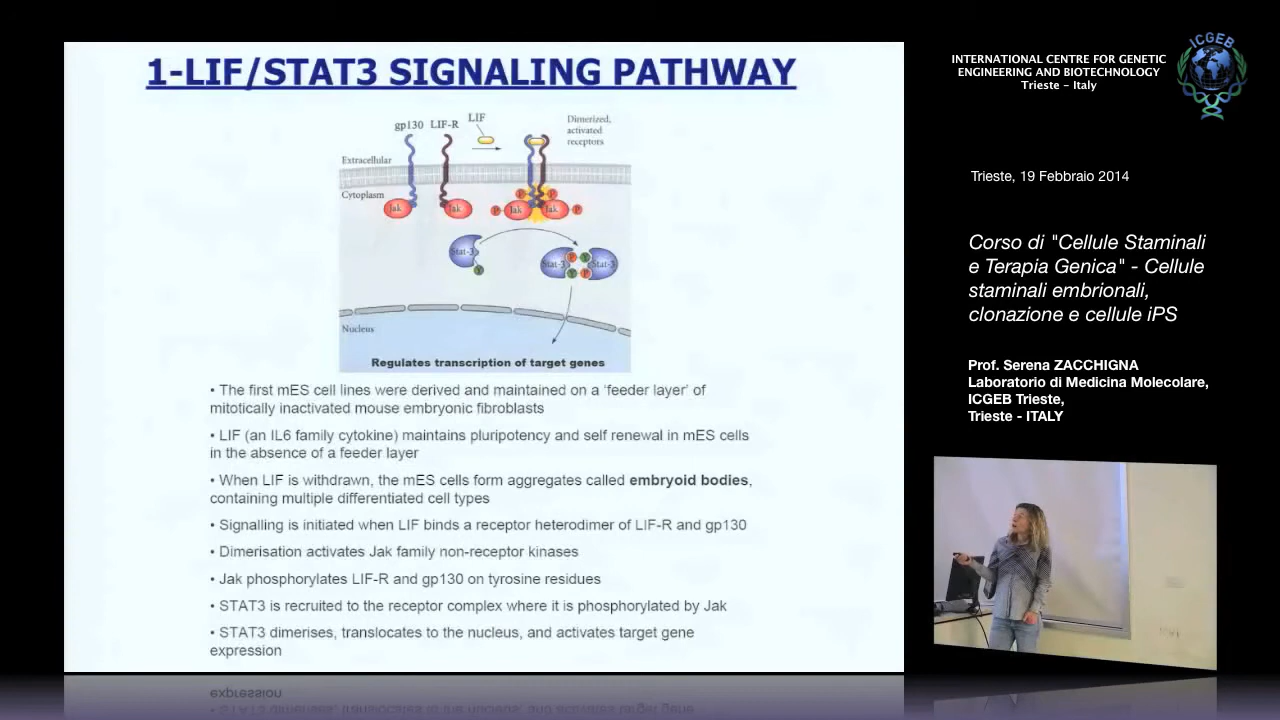 1-LIF/STAT3 SIGNALING PATHWAY
gp130 LIF-R LIF
Dimerized,
activated
receptors
Extracellular
Cytoplasm
P P
Jak Jak P Jak Jak P
Stat-3 Y
Stat-3 P Y Stat-3
Y P
Nucleus
Regulates transcription of target genes
• The first mES cell lines were derived and maintained on a ‘feeder layer’ of
mitotically inactivated mouse embryonic fibroblasts
• LIF (an IL6 family cytokine) maintains pluripotency and self renewal in mES cells
in the absence of a feeder layer
• When LIF is withdrawn, the mES cells form aggregates called embryoid bodies,
containing multiple differentiated cell types
• Signalling is initiated when LIF binds a receptor heterodimer of LIF-R and gp130
• Dimerisation activates Jak family non-receptor kinases
• Jak phosphorylates LIF-R and gp130 on tyrosine residues
• STAT3 is recruited to the receptor complex where it is phosphorylated by Jak
• STAT3 dimerises, translocates to the nucleus, and activates target gene
expression
INTERNATIONAL CENTRE FOR GENETIC
ENGINEERING AND BIOTECHNOLOGY
Trieste - Italy
ICGEB
Trieste, 19 Febbraio 2014
Corso di "Cellule Staminali
e Terapia Genica" - Cellule
staminali embrionali,
clonazione e cellule iPS
Prof. Serena ZACCHIGNA
Laboratorio di Medicina Molecolare,
ICGEB Trieste,
Trieste - ITALY